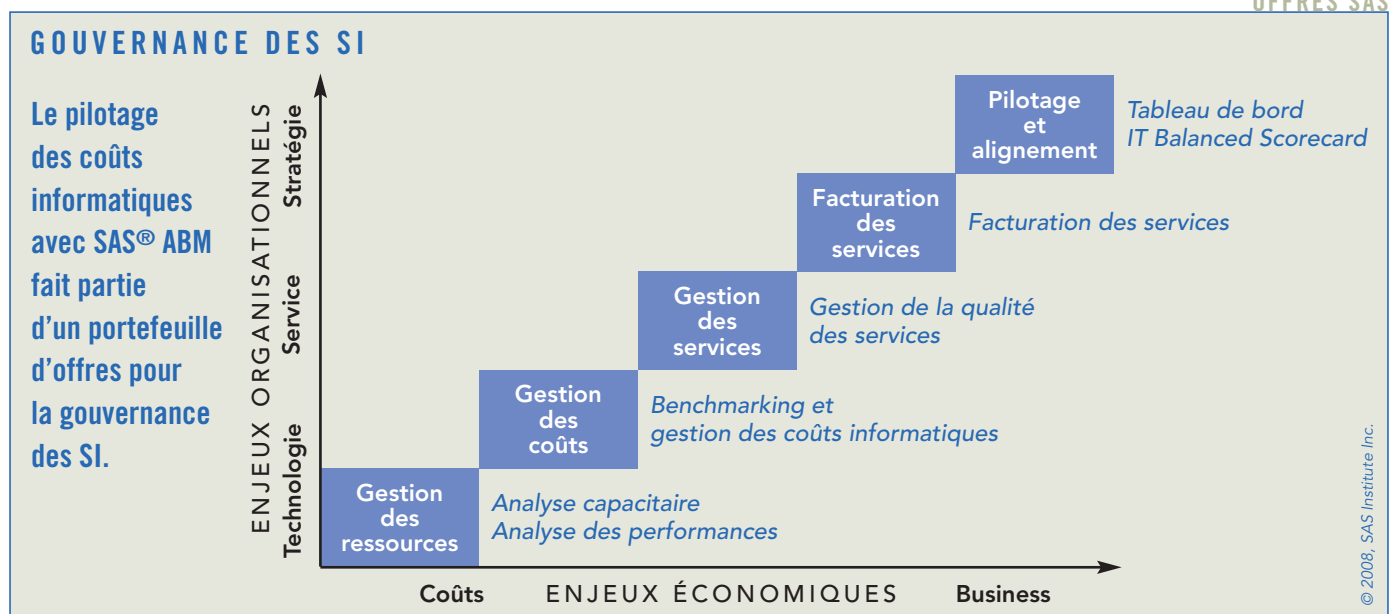 OFFRES SAS
GOUVERNANCE DES SI
Le pilotage
des coûts
informatiques
avec SAS® ABM
fait partie
d'un portefeuille
d'offres pour
la gouvernance
des SI.
ENJEUX ORGANISATIONNELS
Stratégie
Service
Technologie
Pilotage
et
alignement
Tableau de bord
IT Balanced Scorecard
Facturation
des
services
Facturation des services
Gestion
des
services
Gestion de la qualité
des services
Gestion
des
coûts
Benchmarking et
gestion des coûts informatiques
Gestion
des
ressources
Analyse capacitaire
Analyse des performances
Coûts
ENJEUX ÉCONOMIQUES
Business
© 2008, SAS Institute Inc.